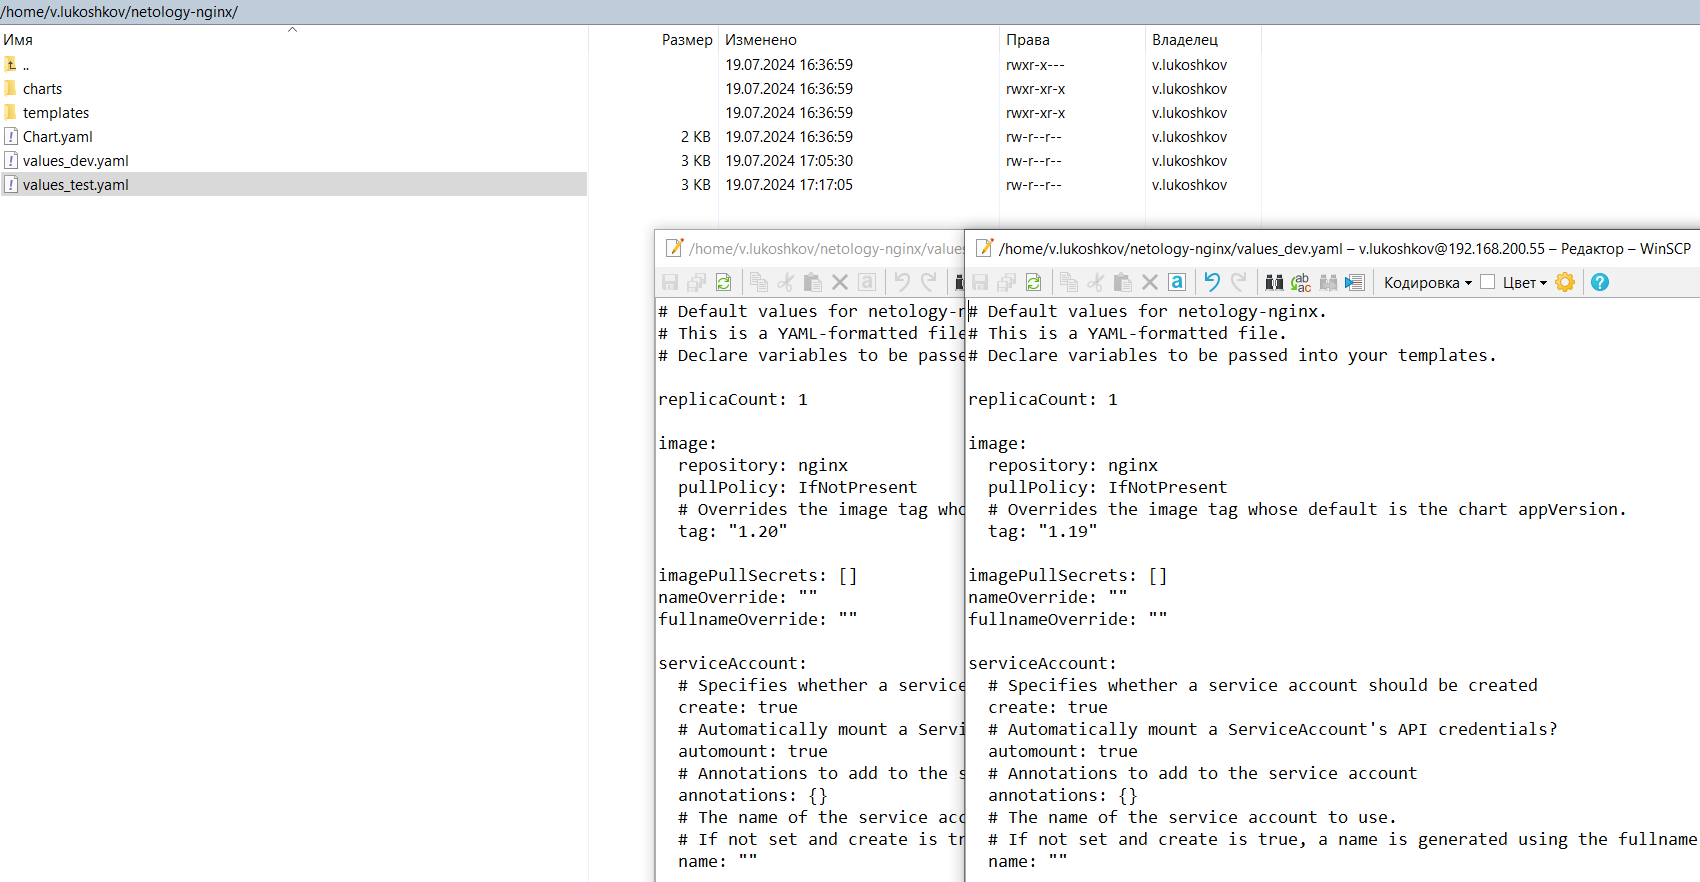 /home/v.lukoshkov/netology-nginx/
Имя Размер Изменено Права Владелец
.. 19.07.2024 16:36:59 rwxr-x--- v.lukoshkov
charts 19.07.2024 16:36:59 rwxr-xr-x v.lukoshkov
templates 19.07.2024 16:36:59 rwxr-xr-x v.lukoshkov
Chart.yaml 2 KB 19.07.2024 16:36:59 rw-r--r-- v.lukoshkov
values_dev.yaml 3 KB 19.07.2024 17:05:30 rw-r--r-- v.lukoshkov
values_test.yaml 3 KB 19.07.2024 17:17:05 rw-r--r-- v.lukoshkov
/home/v.lukoshkov/netology-nginx/values
# Default values for netology-n
# This is a YAML-formatted file
# Declare variables to be passe
replicaCount: 1
image:
repository: nginx
pullPolicy: IfNotPresent
# Overrides the image tag who
tag: "1.20"
imagePullSecrets: []
nameOverride: ""
fullnameOverride: ""
serviceAccount:
# Specifies whether a service
create: true
# Automatically mount a Servi
automount: true
# Annotations to add to the s
annotations: {}
# The name of the service acc
# If not set and create is tr
name: ""
/home/v.lukoshkov/netology-nginx/values_dev.yaml – v.lukoshkov@192.168.200.55 – Редактор – WinSCP
Кодировка Цвет
# Default values for netology-nginx.
# This is a YAML-formatted file.
# Declare variables to be passed into your templates.
replicaCount: 1
image:
repository: nginx
pullPolicy: IfNotPresent
# Overrides the image tag whose default is the chart appVersion.
tag: "1.19"
imagePullSecrets: []
nameOverride: ""
fullnameOverride: ""
serviceAccount:
# Specifies whether a service account should be created
create: true
# Automatically mount a ServiceAccount's API credentials?
automount: true
# Annotations to add to the service account
annotations: {}
# The name of the service account to use.
# If not set and create is true, a name is generated using the fullname
name: ""